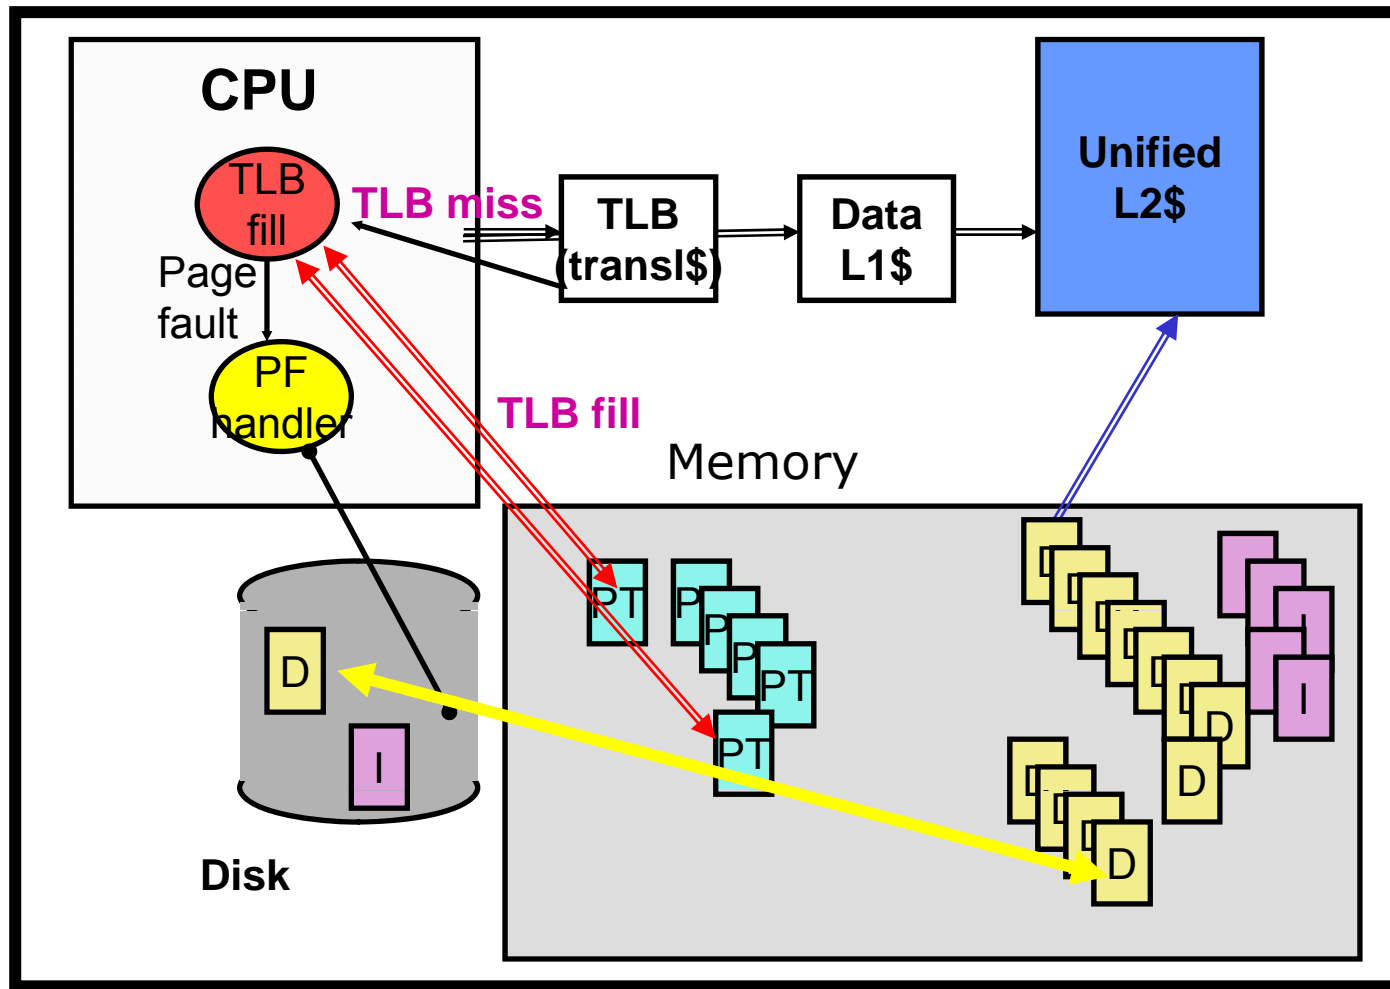 CPU
TLB
fill
TLB miss
TLB
(transl$)
Data
L1$
Unified
L2$
Page
fault
PF
handler
TLB fill
Memory
PT
P
P
P
PT
PT
D
I
Disk
I
I
D
D
D